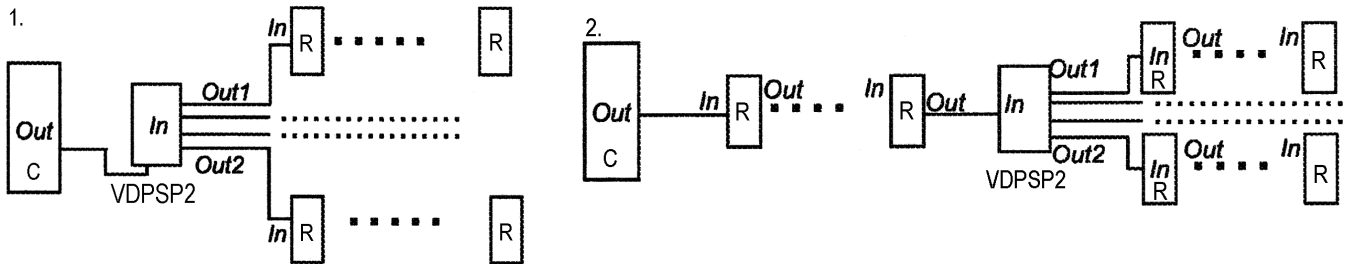 1.
In R R
Out C
In
Out1
Out2
VDPSP2
In R R
2.
Out C
In R Out
In R Out
In
VDPSP2
Out1
Out2
In R Out In R
In R Out In R